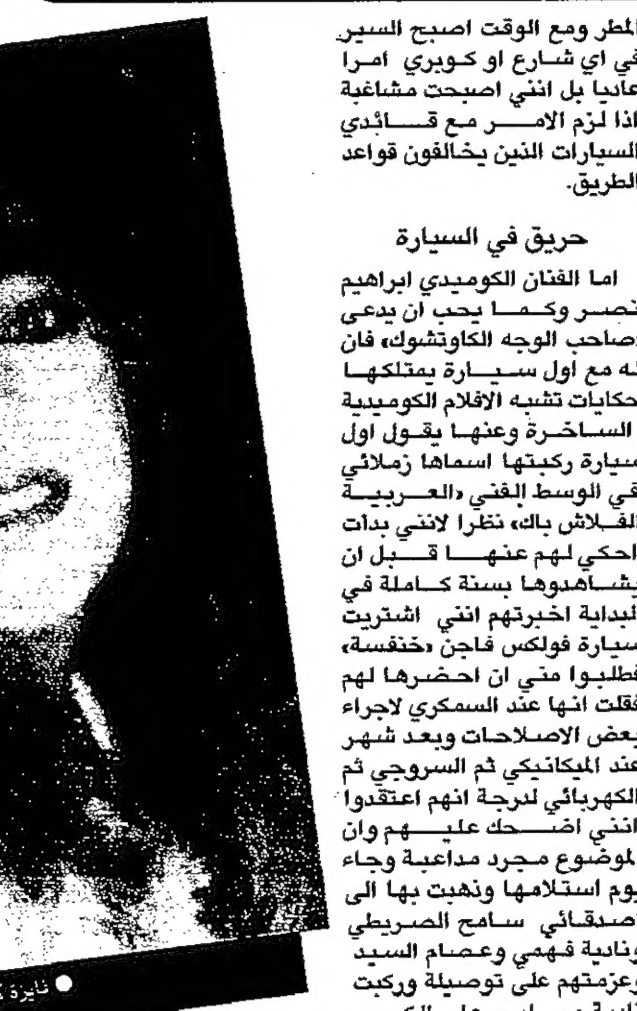 المطر ومع الوقت اصبح السير
في اي شارع او كوبري امرا
عاديا بل انني اصبحت مشاغبة
اذا لزم الامر مع قائدي
السيارات الذين يخالفون قواعد
الطريق.
حريق في السيارة
اما الفنان الكوميدي ابراهيم
نصر وكما يحب ان يدعى
«صاحب الوجه الكاوتشوك» فان
له مع اول سيارة يمتلكها
حكايات تشبه الافلام الكوميدية
الساخرة وعنها يقول اول
سيارة ركبتها اسماها زملائي
في الوسط الفني «العربية
الفلاش باك» نظرا لانني بدأت
احكي لهم عنها قبل ان
يشاهدوها بسنة كاملة في
البداية اخبرتهم انني اشتريت
سيارة فولكس فاجن «خنفسة»
فطلبوا مني ان احضرها لهم
فقلت انها عند السمكري لاجراء
بعض الاصلاحات وبعد شهر
عند الميكانيكي ثم السروجي ثم
الكهربائي لدرجة انهم اعتقدوا
انني اضحك عليهم وان
الموضوع مجرد مداعبة وجاء
يوم استلامها وذهبت بها الى
اصدقائي سامح الصريطي
ونادية فهمي وعصام السيد
وعزمتهم على توصيلة وركبت
● نايزة